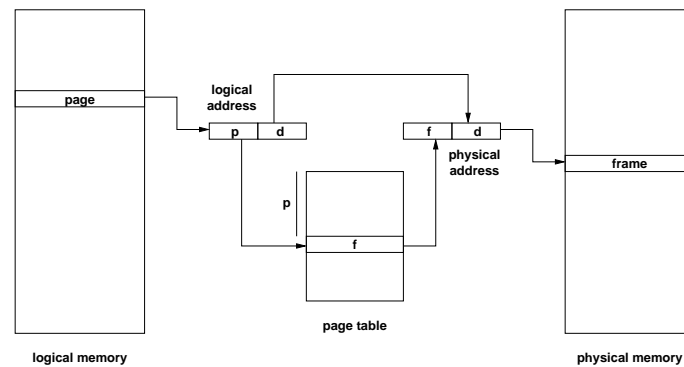 logical
address
page
p d
f d
physical
address
frame
p
f
page table
logical memory
physical memory